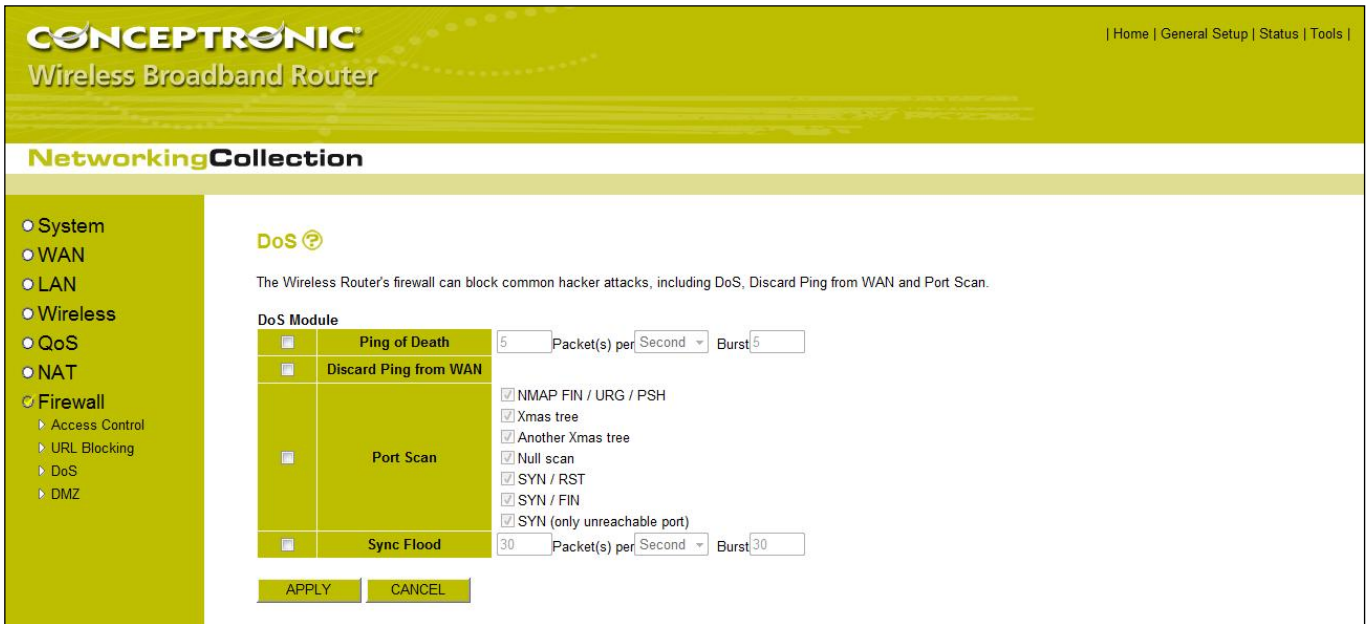 CONCEPTRONIC®
| Home | General Setup | Status | Tools |
Wireless Broadband Router
NetworkingCollection
System
WAN
LAN
Wireless
QoS
NAT
Firewall
Access Control
URL Blocking
DoS
DMZ
DoS ?
The Wireless Router's firewall can block common hacker attacks, including DoS, Discard Ping from WAN and Port Scan.
DoS Module
Ping of Death 5 Packet(s) per Second Burst 5
Discard Ping from WAN
Port Scan
NMAP FIN / URG / PSH
Xmas tree
Another Xmas tree
Null scan
SYN / RST
SYN / FIN
SYN (only unreachable port)
Sync Flood 30 Packet(s) per Second Burst 30
APPLY CANCEL